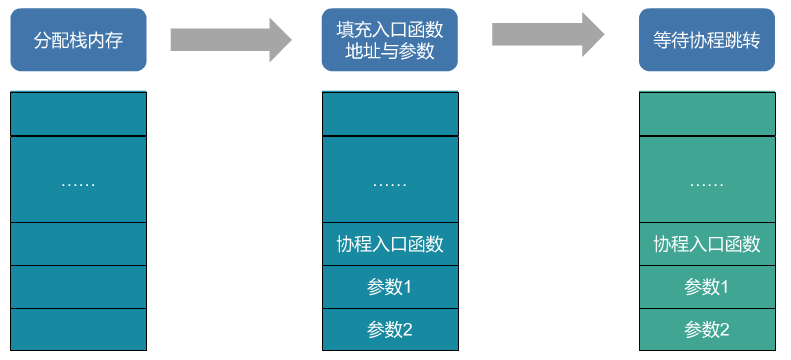 分配栈内存
填充入口函数
地址与参数
等待协程跳转
……
……
协程入口函数
参数1
参数2
……
协程入口函数
参数1
参数2